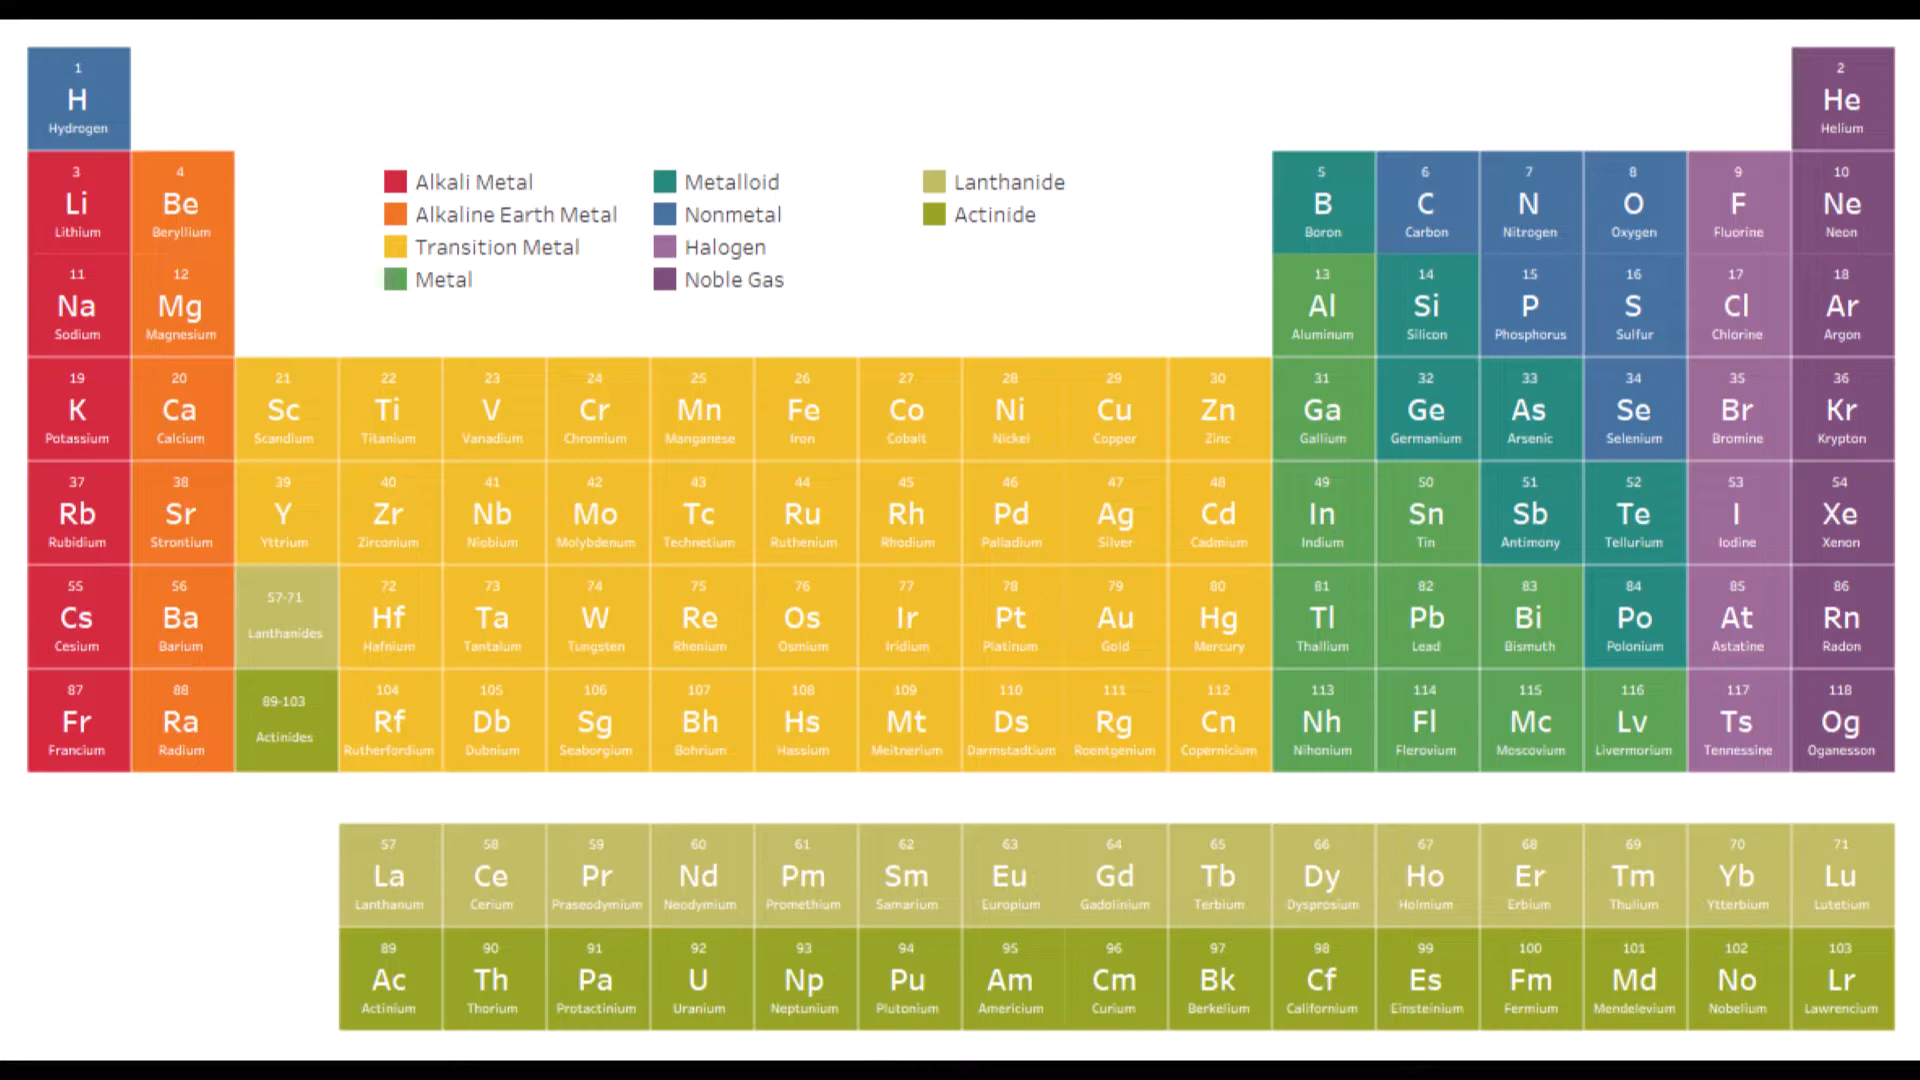 1 2
H He
Hydrogen Helium
3 4 5 6 7 8 9 10
Alkali Metal Metalloid Lanthanide
Li Be B C N O F Ne
Alkaline Earth Metal Nonmetal Actinide
Lithium Beryllium Boron Carbon Nitrogen Oxygen Fluorine Neon
Transition Metal Halogen
11 12 13 14 15 16 17 18
Metal Noble Gas
Na Mg Al Si P S Cl Ar
Sodium Magnesium Aluminum Silicon Phosphorus Sulfur Chlorine Argon
19 20 21 22 23 24 25 26 27 28 29 30 31 32 33 34 35 36
K Ca Sc Ti V Cr Mn Fe Co Ni Cu Zn Ga Ge As Se Br Kr
Potassium Calcium Scandium Titanium Vanadium Chromium Manganese Iron Cobalt Nickel Copper Zinc Gallium Germanium Arsenic Selenium Bromine Krypton
37 38 39 40 41 42 43 44 45 46 47 48 49 50 51 52 53 54
Rb Sr Y Zr Nb Mo Tc Ru Rh Pd Ag Cd In Sn Sb Te I Xe
Rubidium Strontium Yttrium Zirconium Niobium Molybdenum Technetium Ruthenium Rhodium Palladium Silver Cadmium Indium Tin Antimony Tellurium Iodine Xenon
55 56 57-71 72 73 74 75 76 77 78 79 80 81 82 83 84 85 86
Cs Ba Hf Ta W Re Os Ir Pt Au Hg Tl Pb Bi Po At Rn
Cesium Barium Lanthanides Hafnium Tantalum Tungsten Rhenium Osmium Iridium Platinum Gold Mercury Thallium Lead Bismuth Polonium Astatine Radon
87 88 89-103 104 105 106 107 108 109 110 111 112 113 114 115 116 117 118
Fr Ra Rf Db Sg Bh Hs Mt Ds Rg Cn Nh Fl Mc Lv Ts Og
Francium Radium Actinides Rutherfordium Dubnium Seaborgium Bohrium Hassium Meitnerium Darmstadtium Roentgenium Copernicium Nihonium Flerovium Moscovium Livermorium Tennessine Oganesson
57 58 59 60 61 62 63 64 65 66 67 68 69 70 71
La Ce Pr Nd Pm Sm Eu Gd Tb Dy Ho Er Tm Yb Lu
Lanthanum Cerium Praseodymium Neodymium Promethium Samarium Europium Gadolinium Terbium Dysprosium Holmium Erbium Thulium Ytterbium Lutetium
89 90 91 92 93 94 95 96 97 98 99 100 101 102 103
Ac Th Pa U Np Pu Am Cm Bk Cf Es Fm Md No Lr
Actinium Thorium Protactinium Uranium Neptunium Plutonium Americium Curium Berkelium Californium Einsteinium Fermium Mendelevium Nobelium Lawrencium